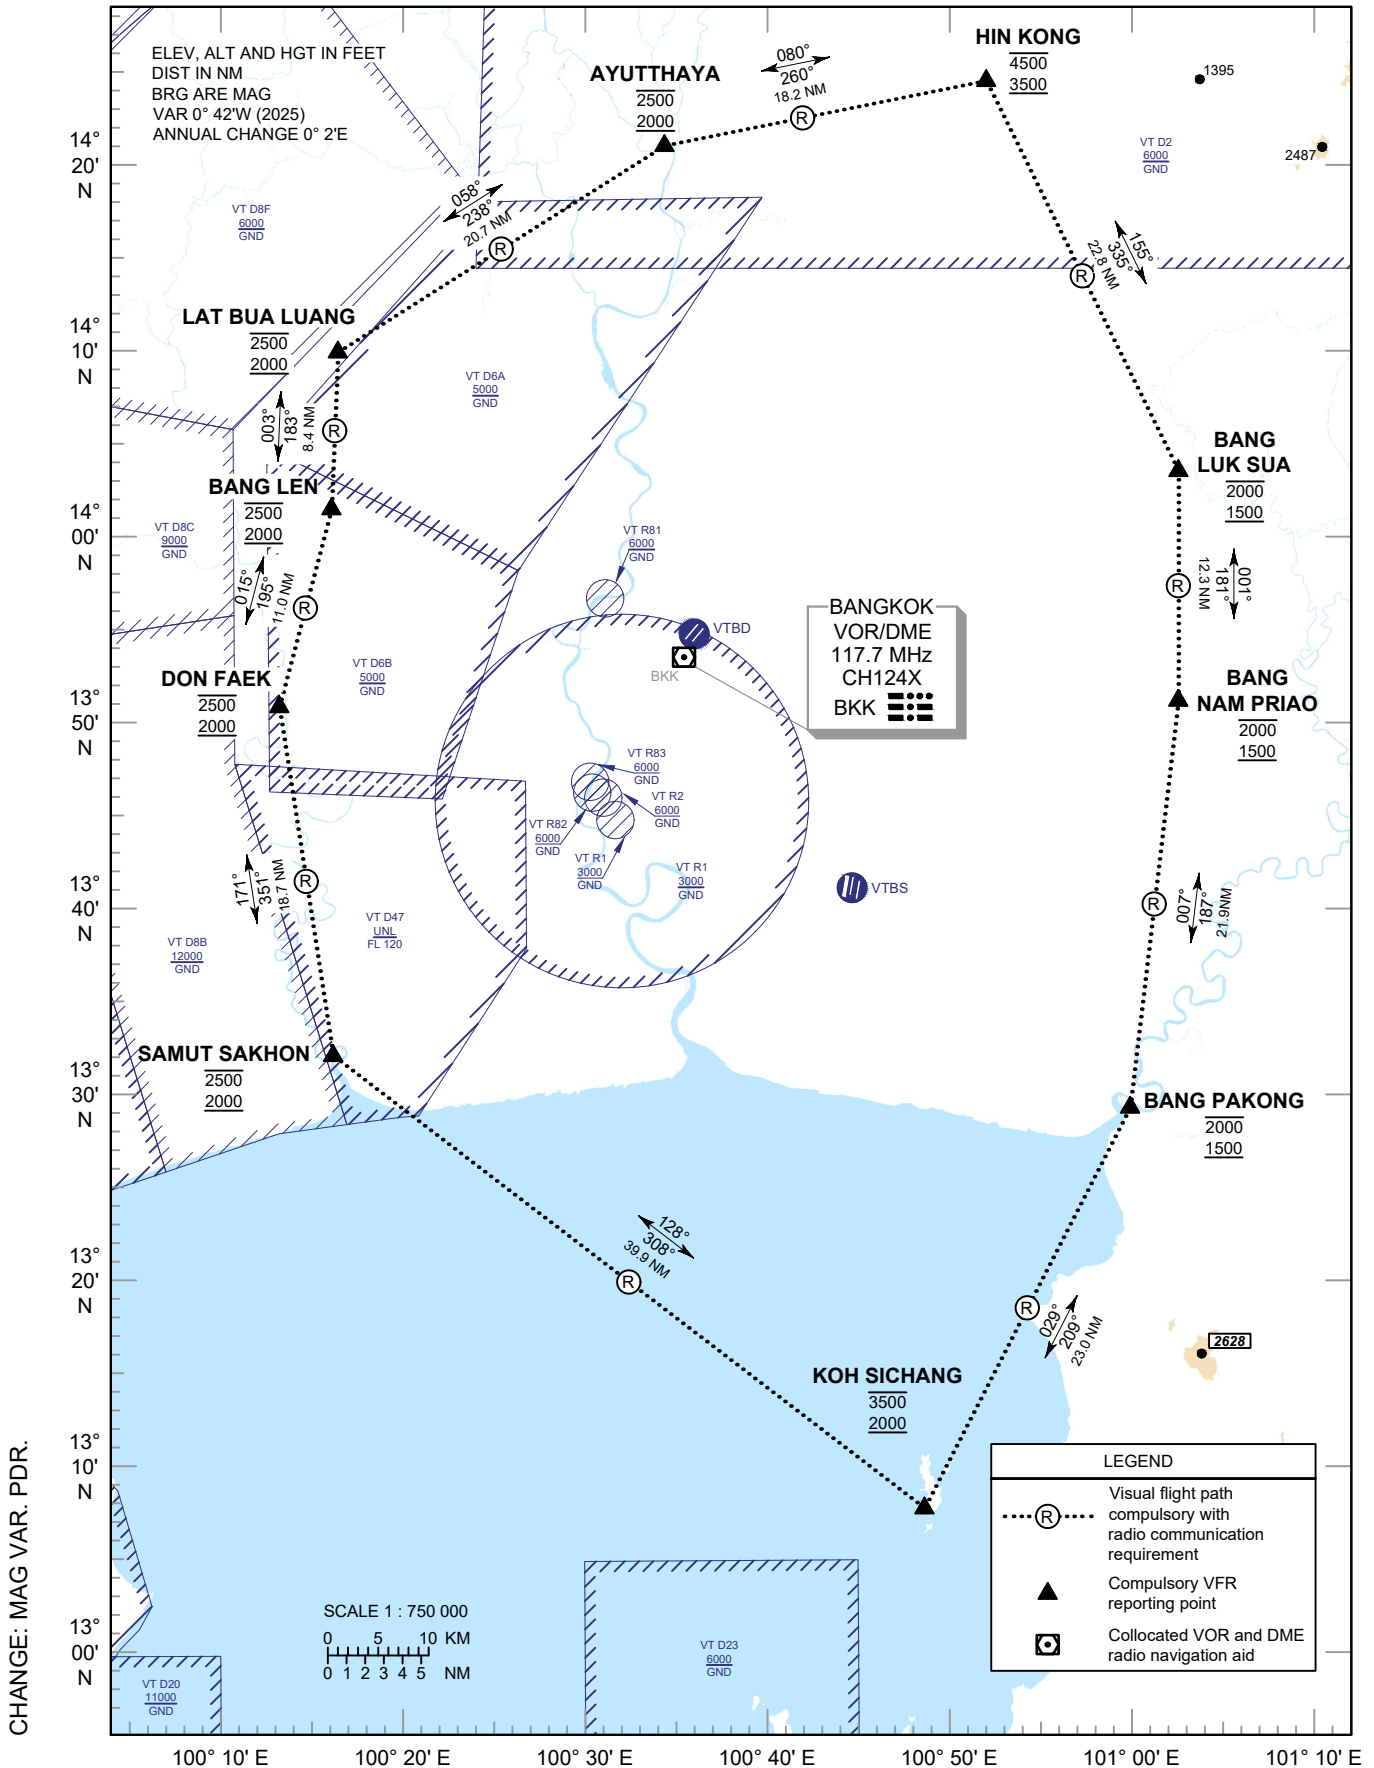 ELEV, ALT AND HGT IN FEET
DIST IN NM
BRG ARE MAG
VAR 0° 42'W (2025)
ANNUAL CHANGE 0° 2'E
HIN KONG
4500
3500
AYUTTHAYA
2500
2000
080°
260°
18.2 NM
1395
2487
VT D2
6000
GND
14°
20'
N
VT D8F
6000
GND
058°
238°
20.7 NM
155°
335°
22.8 NM
LAT BUA LUANG
2500
2000
14°
10'
N
VT D6A
5000
GND
003°
183°
8.4 NM
BANG
LUK SUA
2000
1500
BANG LEN
2500
2000
14°
00'
N
VT D8C
9000
GND
VT R81
6000
GND
015°
195°
11.0 NM
001°
181°
12.3 NM
BANGKOK
VOR/DME
117.7 MHz
CH124X
BKK
VTBD
BKK
VT D6B
5000
GND
DON FAEK
2500
2000
13°
50'
N
BANG
NAM PRIAO
2000
1500
VT R83
6000
GND
VT R2
6000
GND
VT R82
6000
GND
VT R1
3000
GND
VT R1
3000
GND
VTBS
171°
351°
18.7 NM
007°
187°
21.9NM
13°
40'
N
VT D47
UNL
FL 120
VT D8B
12000
GND
SAMUT SAKHON
2500
2000
13°
30'
N
BANG PAKONG
2000
1500
128°
308°
39.9 NM
13°
20'
N
029°
209°
23.0 NM
2628
KOH SICHANG
3500
2000
13°
10'
N
LEGEND
R
Visual flight path
compulsory with
radio communication
requirement
Compulsory VFR
reporting point
Collocated VOR and DME
radio navigation aid
SCALE 1 : 750 000
0 5 10 KM
0 1 2 3 4 5 NM
13°
00'
N
VT D23
6000
GND
VT D20
11000
GND
100° 10' E 100° 20' E 100° 30' E 100° 40' E 100° 50' E 101° 00' E 101° 10' E
CHANGE: MAG VAR. PDR.
R
R
R
R
R
R
R
R
R
R